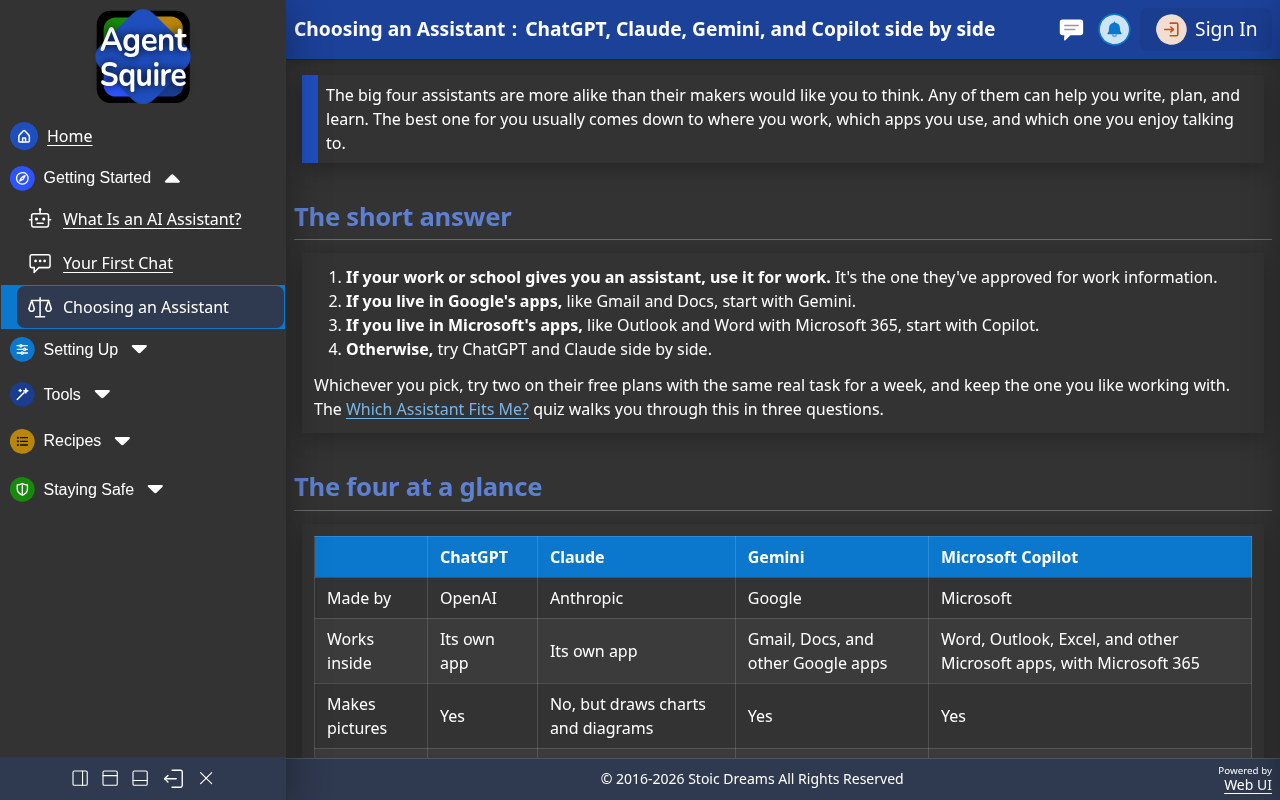 Agent
Squire
Home
Getting Started
What Is an AI Assistant?
Your First Chat
Choosing an Assistant
Setting Up
Tools
Recipes
Staying Safe
Choosing an Assistant : ChatGPT, Claude, Gemini, and Copilot side by side
Sign In
The big four assistants are more alike than their makers would like you to think. Any of them can help you write, plan, and
learn. The best one for you usually comes down to where you work, which apps you use, and which one you enjoy talking
to.
The short answer
1. If your work or school gives you an assistant, use it for work. It's the one they've approved for work information.
2. If you live in Google's apps, like Gmail and Docs, start with Gemini.
3. If you live in Microsoft's apps, like Outlook and Word with Microsoft 365, start with Copilot.
4. Otherwise, try ChatGPT and Claude side by side.
Whichever you pick, try two on their free plans with the same real task for a week, and keep the one you like working with.
The Which Assistant Fits Me? quiz walks you through this in three questions.
The four at a glance
ChatGPT Claude Gemini Microsoft Copilot
Made by OpenAI Anthropic Google Microsoft
Works inside Its own app Its own app Gmail, Docs, and other Google apps Word, Outlook, Excel, and other Microsoft apps, with Microsoft 365
Makes pictures Yes No, but draws charts and diagrams Yes Yes
© 2016-2026 Stoic Dreams All Rights Reserved
Powered by
Web UI